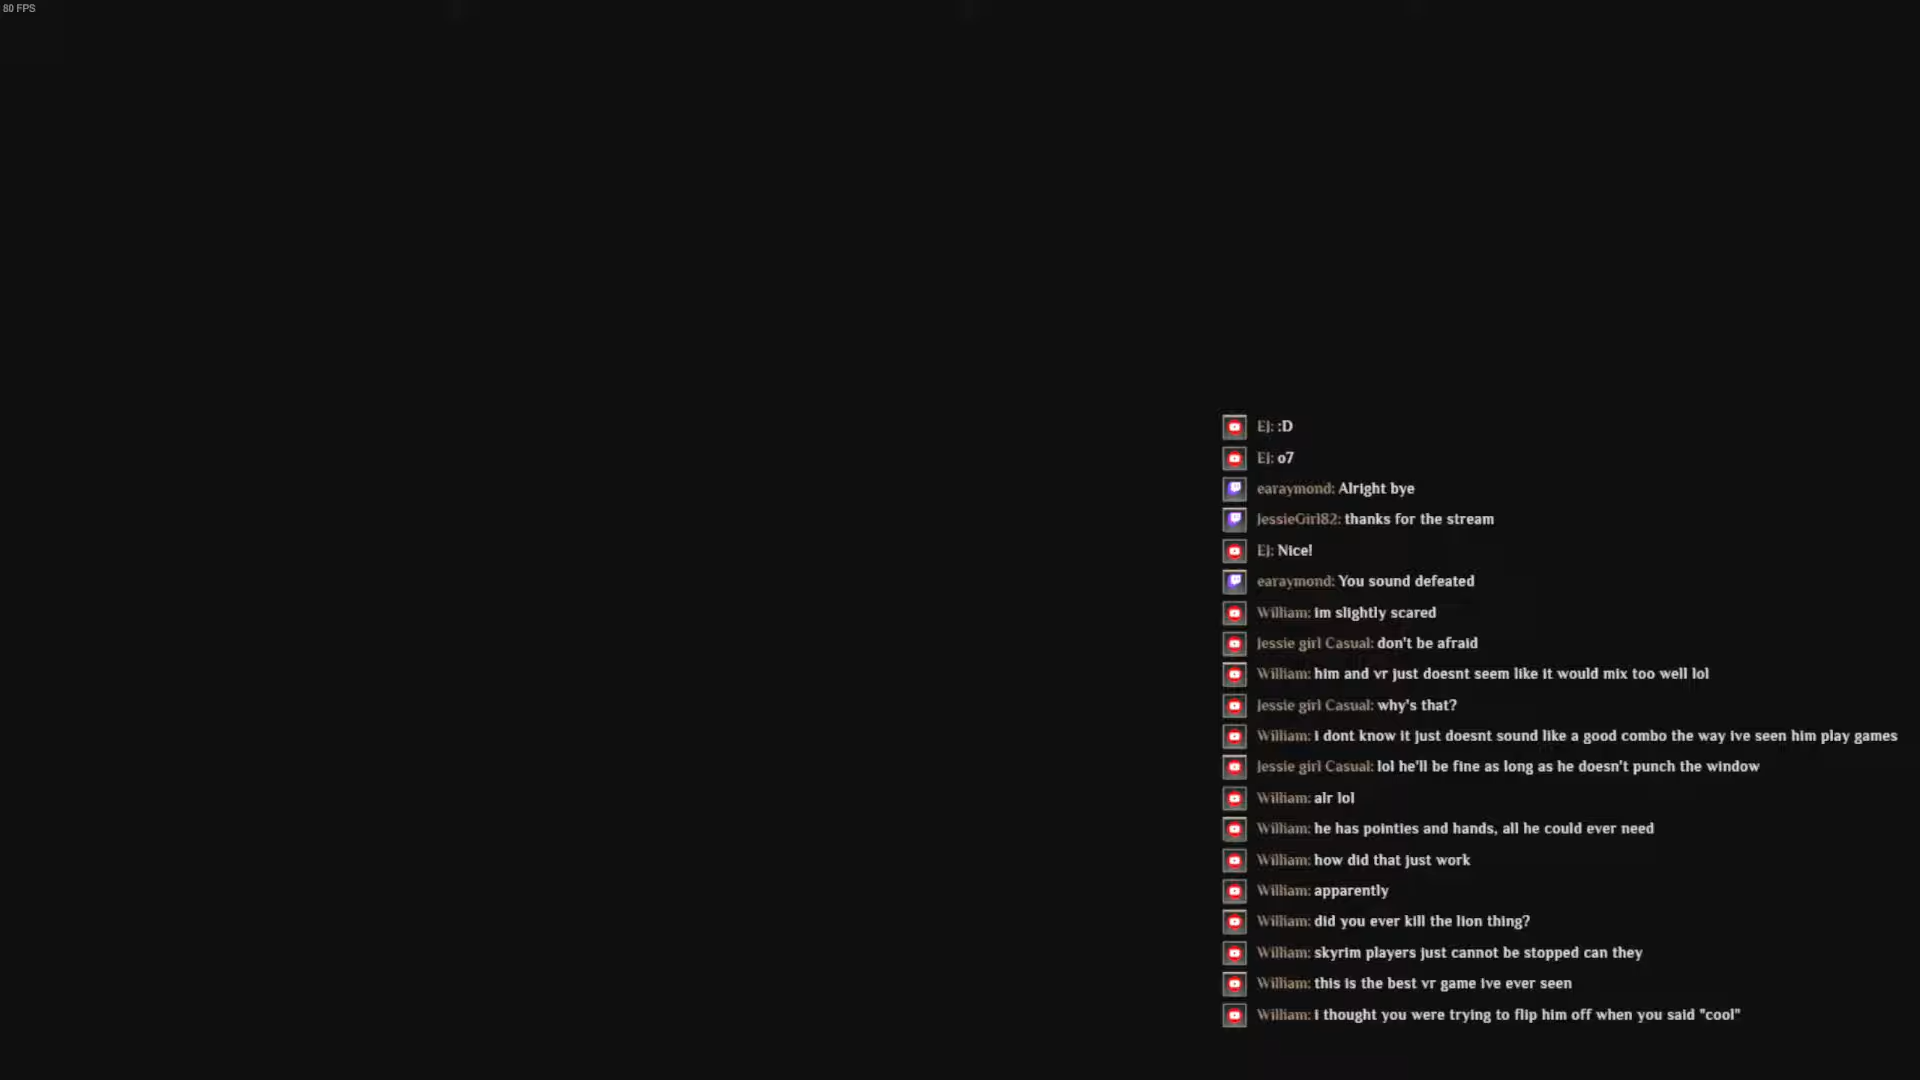 80 FPS
EJ: :D
EJ: o7
earaymond: Alright bye
JessieGirl82: thanks for the stream
EJ: Nice!
earaymond: You sound defeated
William: im slightly scared
Jessie girl Casual: don't be afraid
William: him and vr just doesnt seem like it would mix too well lol
Jessie girl Casual: why's that?
William: i dont know it just doesnt sound like a good combo the way ive seen him play games
Jessie girl Casual: lol he'll be fine as long as he doesn't punch the window
William: alr lol
William: he has pointies and hands, all he could ever need
William: how did that just work
William: apparently
William: did you ever kill the lion thing?
William: skyrim players just cannot be stopped can they
William: this is the best vr game ive ever seen
William: i thought you were trying to flip him off when you said "cool"